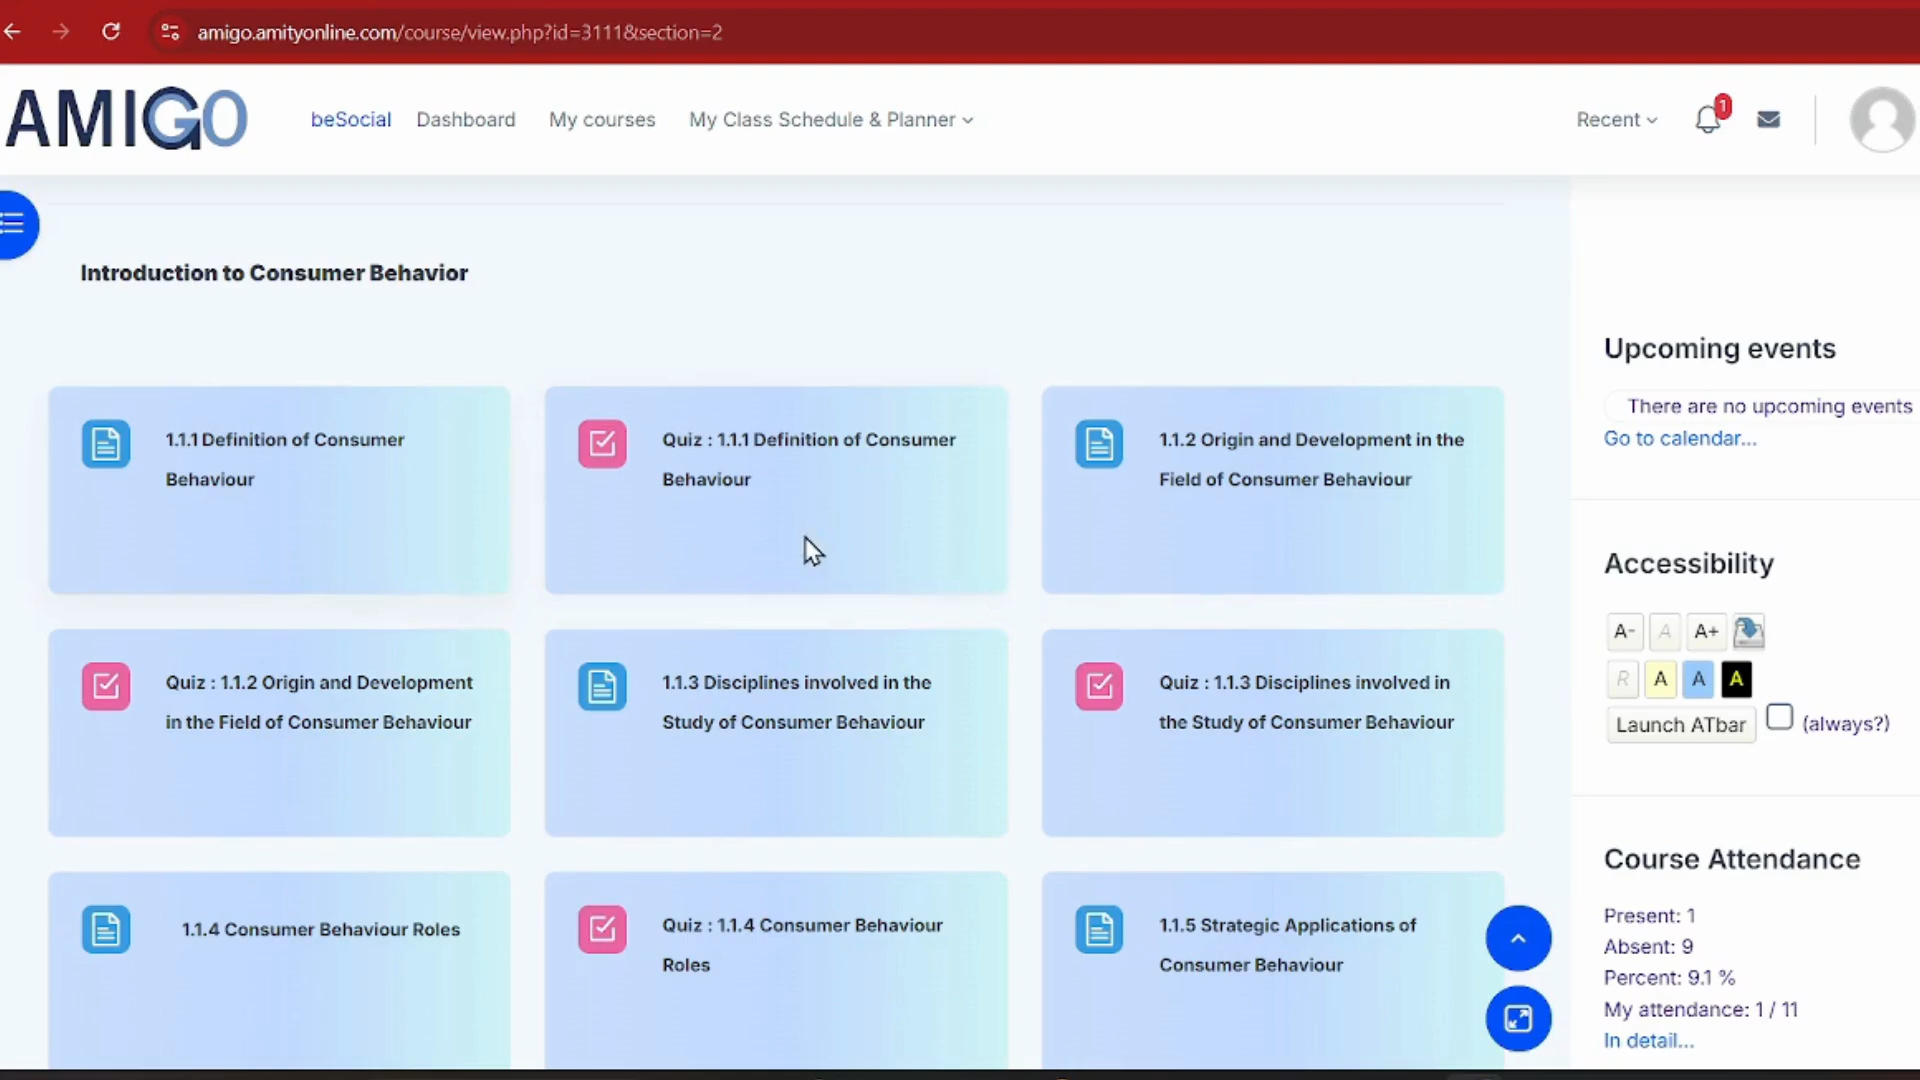 amigo.amityonline.com/course/view.php?id=3111&section=2
AMIGO
beSocial
Dashboard
My courses
My Class Schedule & Planner
Recent
1
Introduction to Consumer Behavior
1.1.1 Definition of Consumer
Behaviour
Quiz : 1.1.1 Definition of Consumer
Behaviour
1.1.2 Origin and Development in the
Field of Consumer Behaviour
Quiz : 1.1.2 Origin and Development
in the Field of Consumer Behaviour
1.1.3 Disciplines involved in the
Study of Consumer Behaviour
Quiz : 1.1.3 Disciplines involved in
the Study of Consumer Behaviour
1.1.4 Consumer Behaviour Roles
Quiz : 1.1.4 Consumer Behaviour
Roles
1.1.5 Strategic Applications of
Consumer Behaviour
Upcoming events
There are no upcoming events
Go to calendar...
Accessibility
A- A A+
R A A A
Launch ATbar (always?)
Course Attendance
Present: 1
Absent: 9
Percent: 9.1 %
My attendance: 1 / 11
In detail...